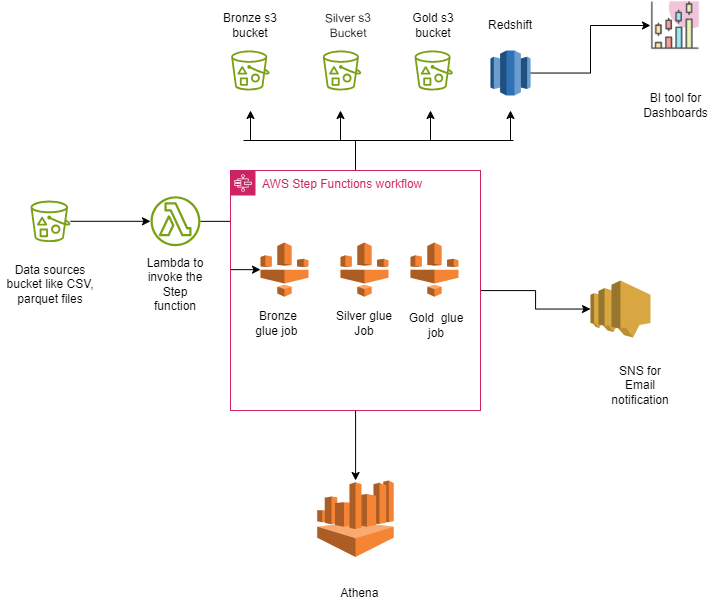 Bronze s3
bucket
Silver s3
Bucket
Gold s3
bucket
Redshift
BI tool for
Dashboards
AWS Step Functions workflow
Data sources
bucket like CSV,
parquet files
Lambda to
invoke the
Step
function
Bronze
glue job
Silver glue
Job
Gold glue
job
SNS for
Email
notification
Athena